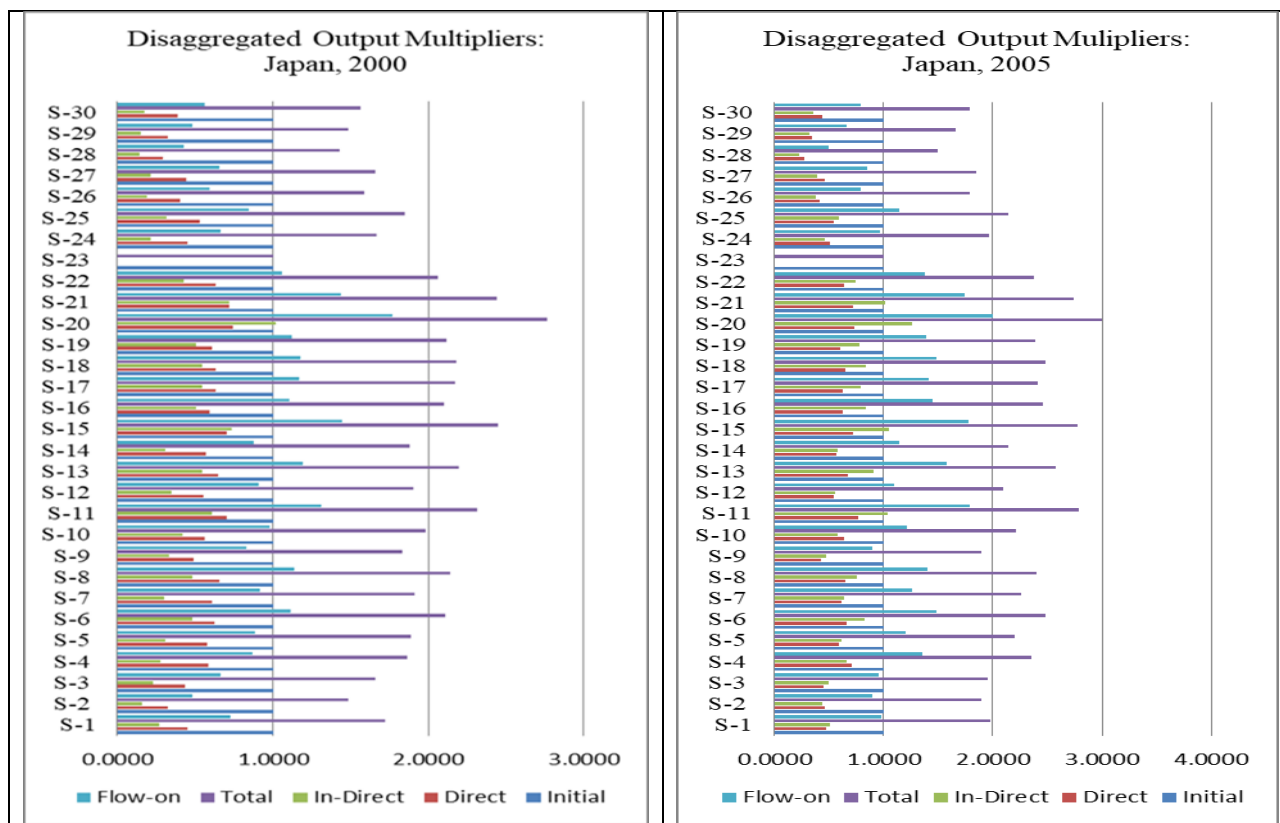 Disaggregated Output Multipliers:
Japan, 2000
S-30
S-29
S-28
S-27
S-26
S-25
S-24
S-23
S-22
S-21
S-20
S-19
S-18
S-17
S-16
S-15
S-14
S-13
S-12
S-11
S-10
S-9
S-8
S-7
S-6
S-5
S-4
S-3
S-2
S-1
0.0000 1.0000 2.0000 3.0000
Flow-on Total In-Direct Direct Initial
Disaggregated Output Mulipliers:
Japan, 2005
S-30
S-29
S-28
S-27
S-26
S-25
S-24
S-23
S-22
S-21
S-20
S-19
S-18
S-17
S-16
S-15
S-14
S-13
S-12
S-11
S-10
S-9
S-8
S-7
S-6
S-5
S-4
S-3
S-2
S-1
0.0000 1.0000 2.0000 3.0000 4.0000
Flow-on Total In-Direct Direct Initial